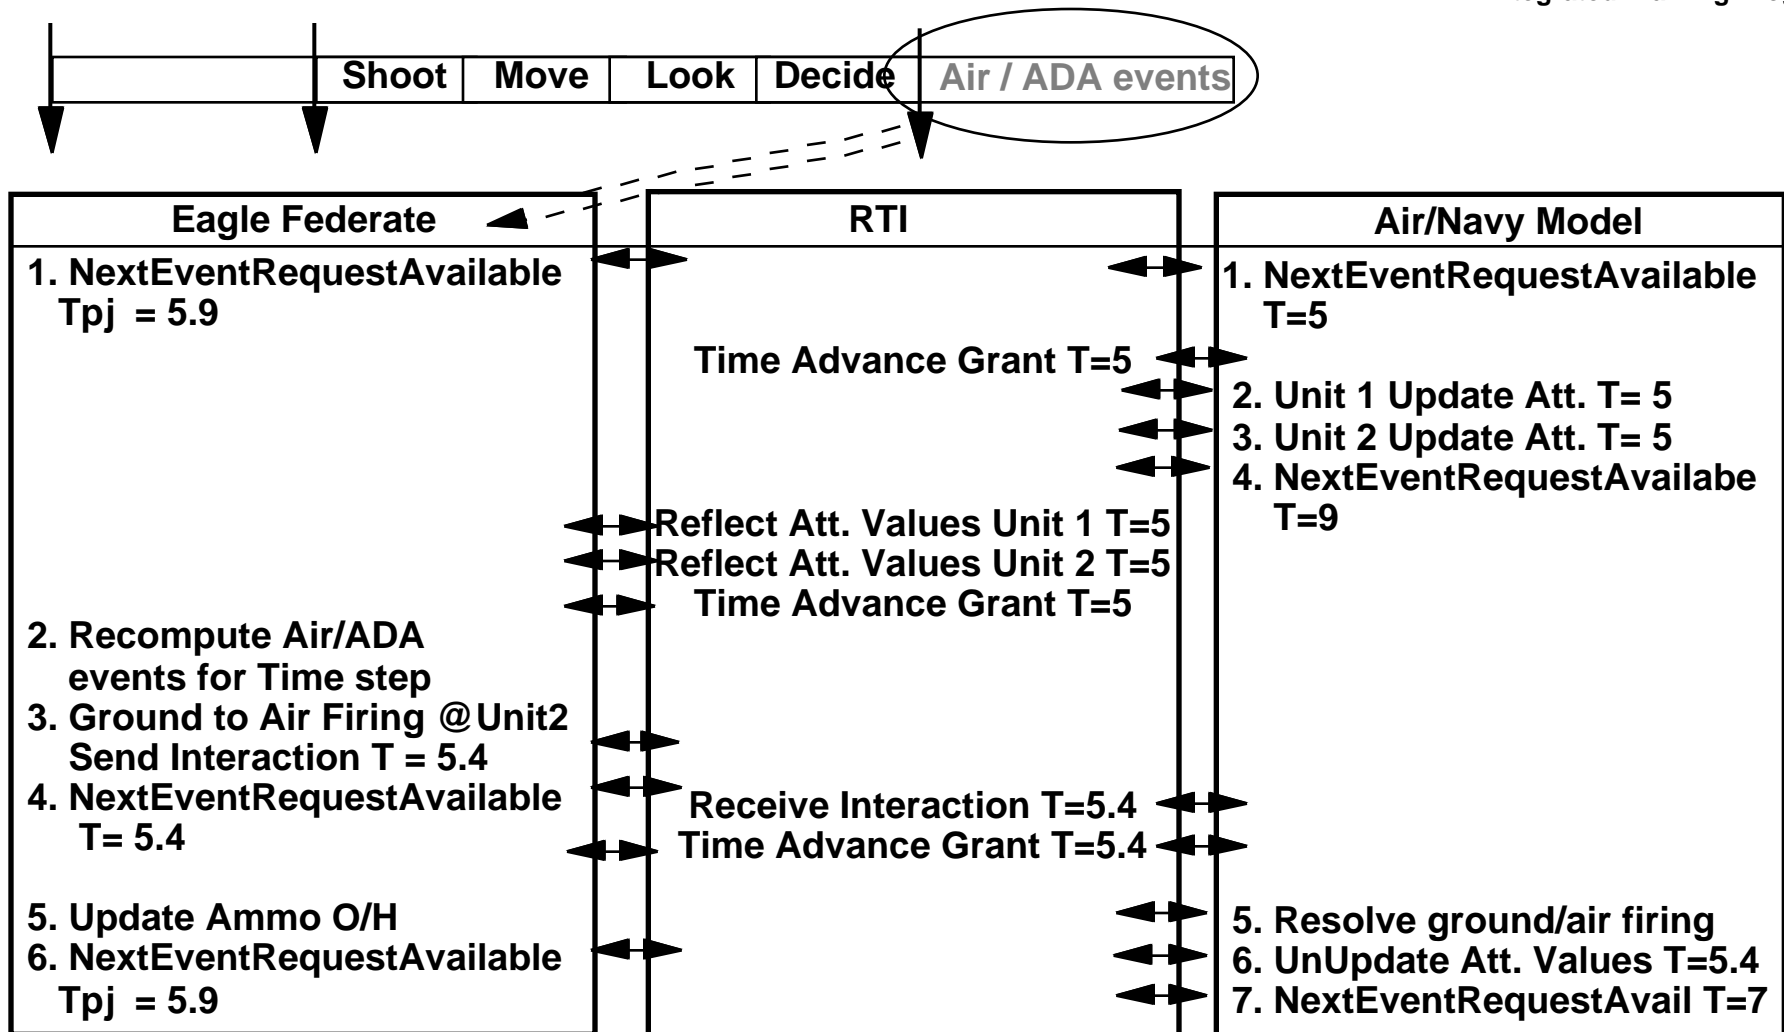 Shoot Move Look Decide Air / ADA events
Eagle Federate
1. NextEventRequestAvailable
Tpj = 5.9
2. Recompute Air/ADA
events for Time step
3. Ground to Air Firing @Unit2
Send Interaction T = 5.4
4. NextEventRequestAvailable
T= 5.4
5. Update Ammo O/H
6. NextEventRequestAvailable
Tpj = 5.9
RTI
Time Advance Grant T=5
Reflect Att. Values Unit 1 T=5
Reflect Att. Values Unit 2 T=5
Time Advance Grant T=5
Receive Interaction T=5.4
Time Advance Grant T=5.4
Air/Navy Model
1. NextEventRequestAvailable
T=5
2. Unit 1 Update Att. T= 5
3. Unit 2 Update Att. T= 5
4. NextEventRequestAvailabe
T=9
5. Resolve ground/air firing
6. UnUpdate Att. Values T=5.4
7. NextEventRequestAvail T=7